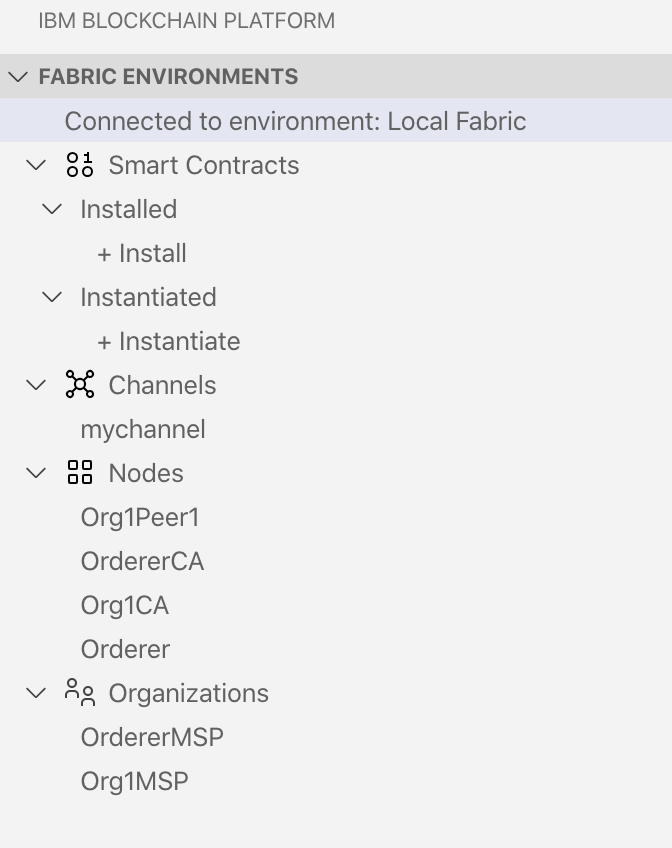 IBM BLOCKCHAIN PLATFORM
FABRIC ENVIRONMENTS
Connected to environment: Local Fabric
Smart Contracts
Installed
+ Install
Instantiated
+ Instantiate
Channels
mychannel
Nodes
Org1Peer1
OrdererCA
Org1CA
Orderer
Organizations
OrdererMSP
Org1MSP